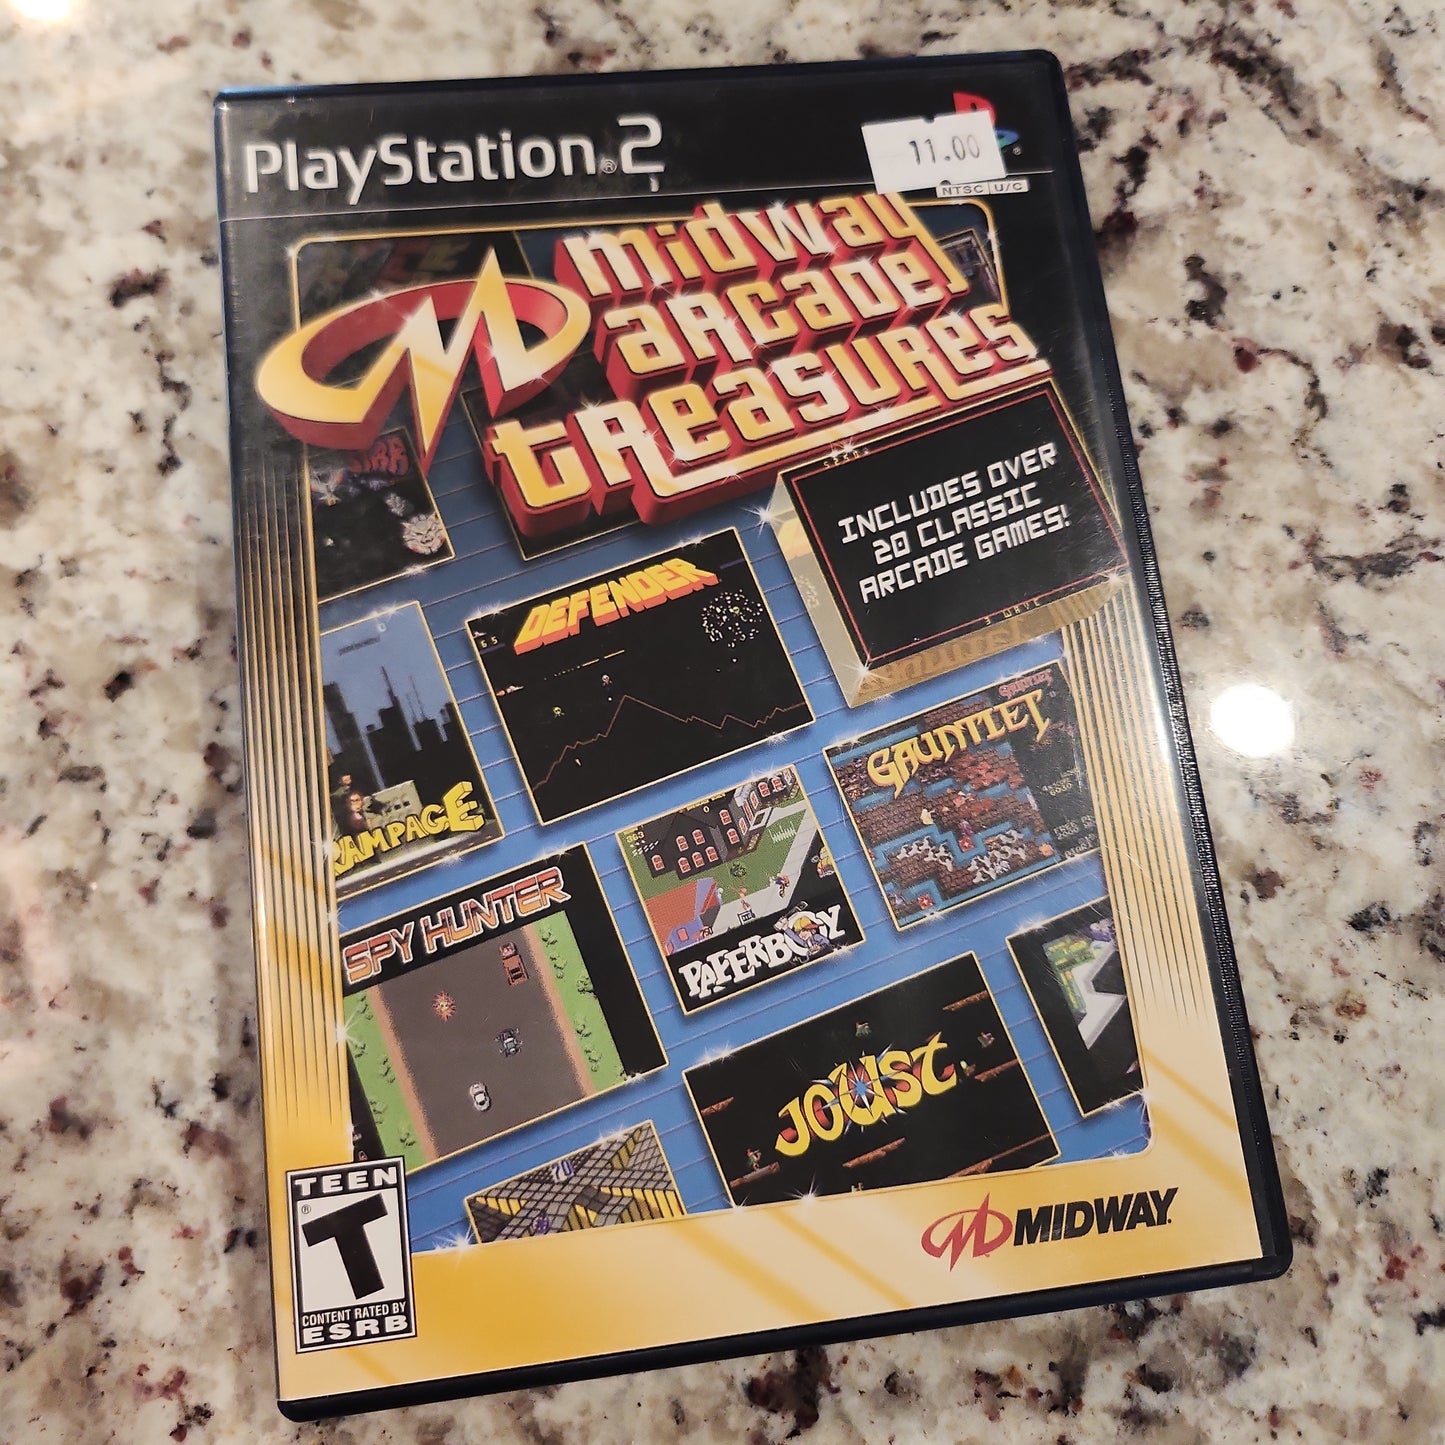 PlayStation®2
11.00
NTSC U/C
midway
arcade
treasures
INCLUDES OVER
20 CLASSIC
ARCADE GAMES!
DEFENDER
GAUNTLET
RAMPAGE
SPY HUNTER
PAPERBOY
JOUST
70
TEEN
T
®
CONTENT RATED BY
ESRB
MIDWAY